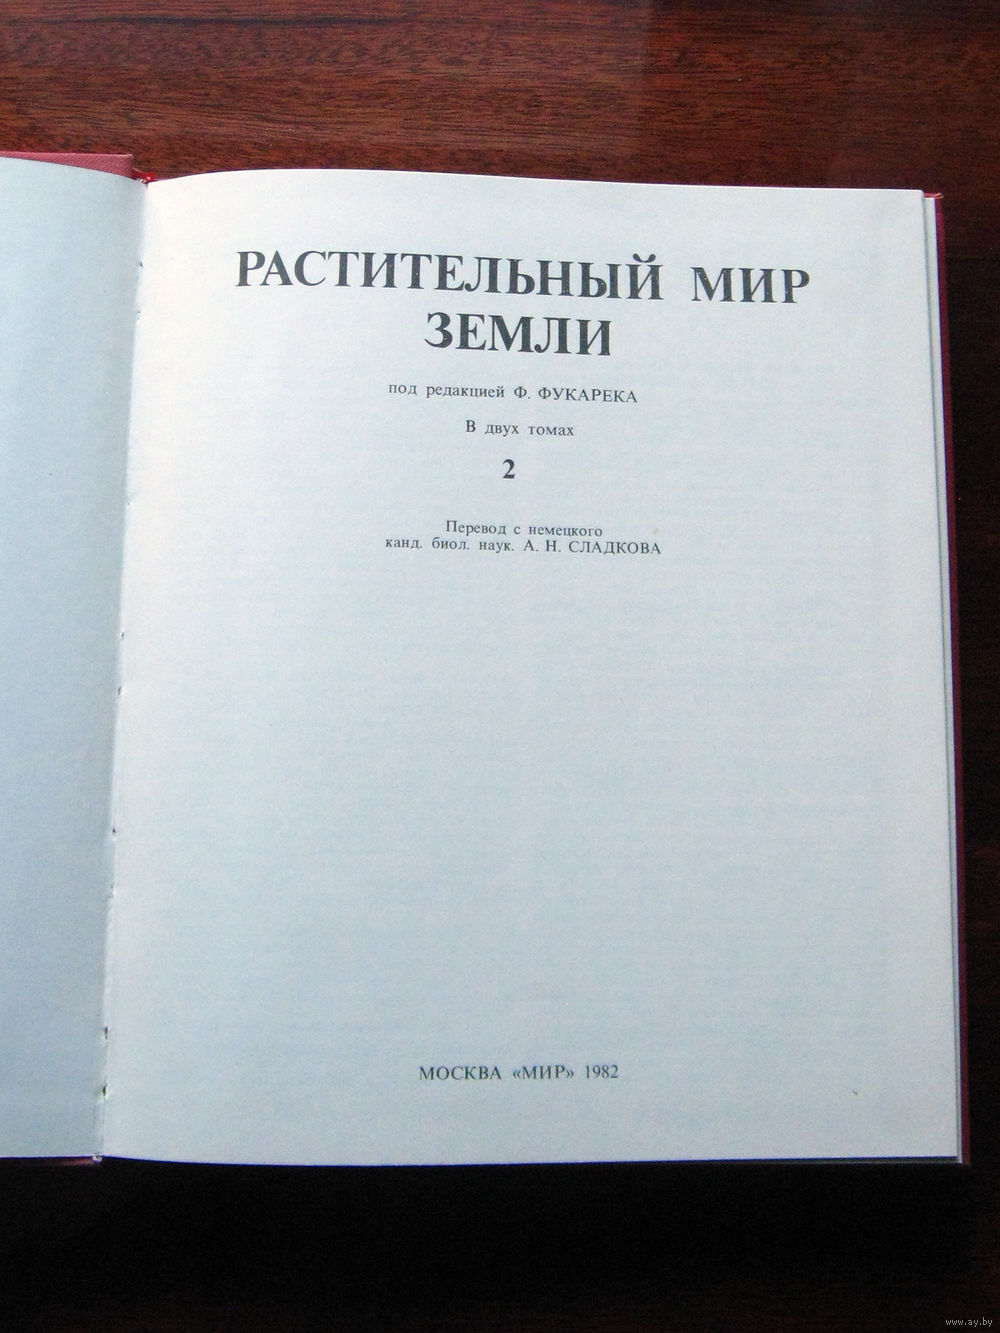 РАСТИТЕЛЬНЫЙ МИР
ЗЕМЛИ
под редакцией Ф. ФУКАРЕКА
В двух томах
2
Перевод с немецкого
канд. биол. наук. А. Н. СЛАДКОВА
МОСКВА «МИР» 1982
www.ay.by